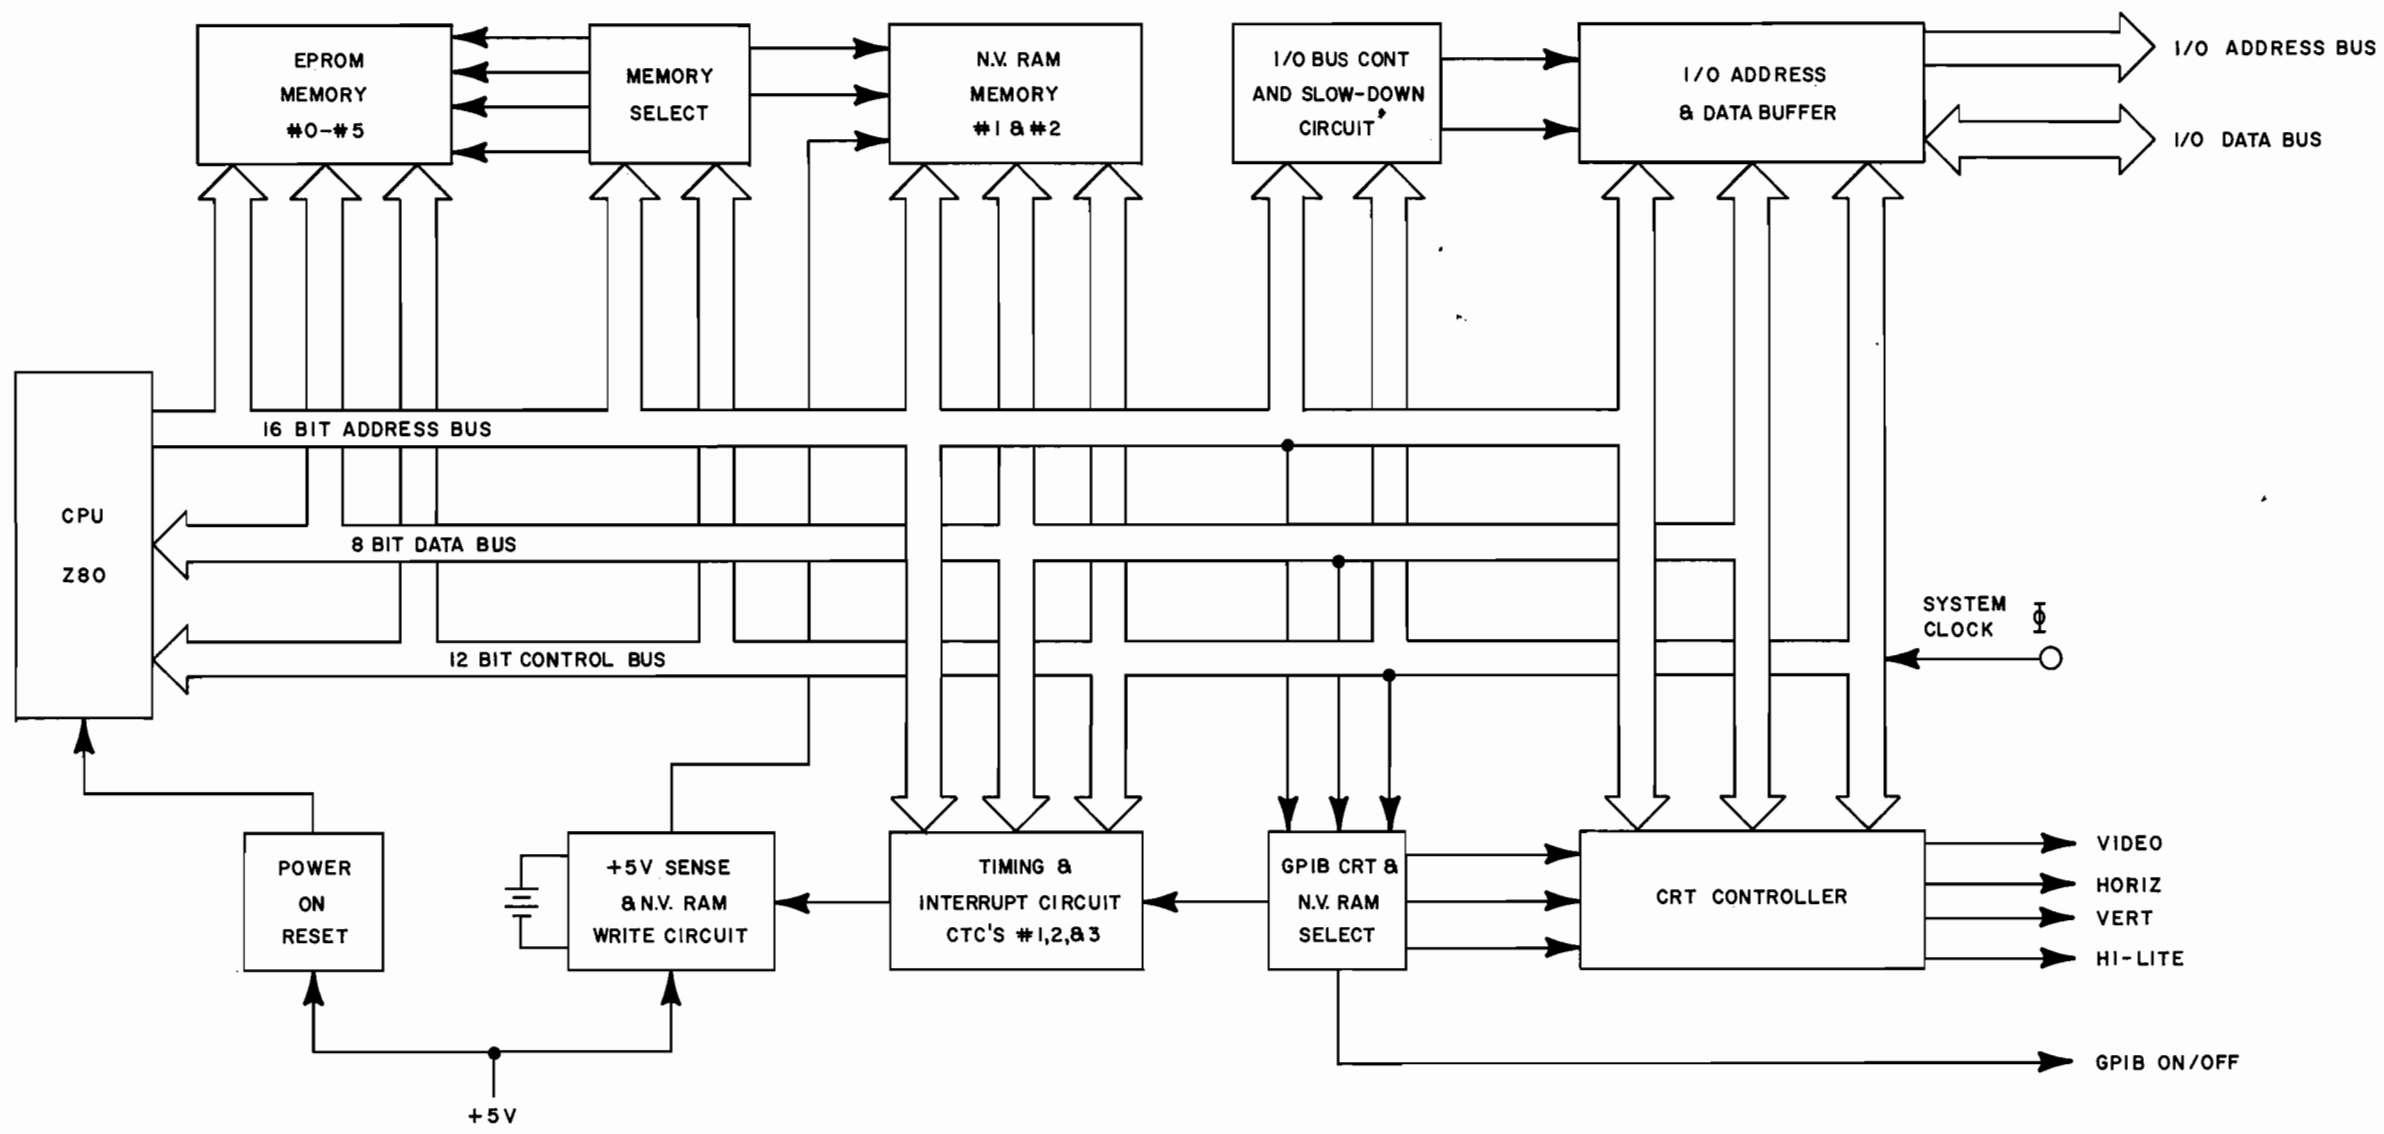 EPROM
MEMORY
#0-#5
MEMORY
SELECT
N.V. RAM
MEMORY
#1 & #2
I/O BUS CONT
AND SLOW-DOWN
CIRCUIT
I/O ADDRESS
& DATA BUFFER
I/O ADDRESS BUS
I/O DATA BUS
16 BIT ADDRESS BUS
CPU
Z80
8 BIT DATA BUS
12 BIT CONTROL BUS
SYSTEM
CLOCK
Φ
POWER
ON
RESET
+5V SENSE
& N.V. RAM
WRITE CIRCUIT
TIMING &
INTERRUPT CIRCUIT
CTC'S #1,2,&3
GPIB CRT &
N.V. RAM
SELECT
CRT CONTROLLER
VIDEO
HORIZ
VERT
HI-LITE
GPIB ON/OFF
+5V